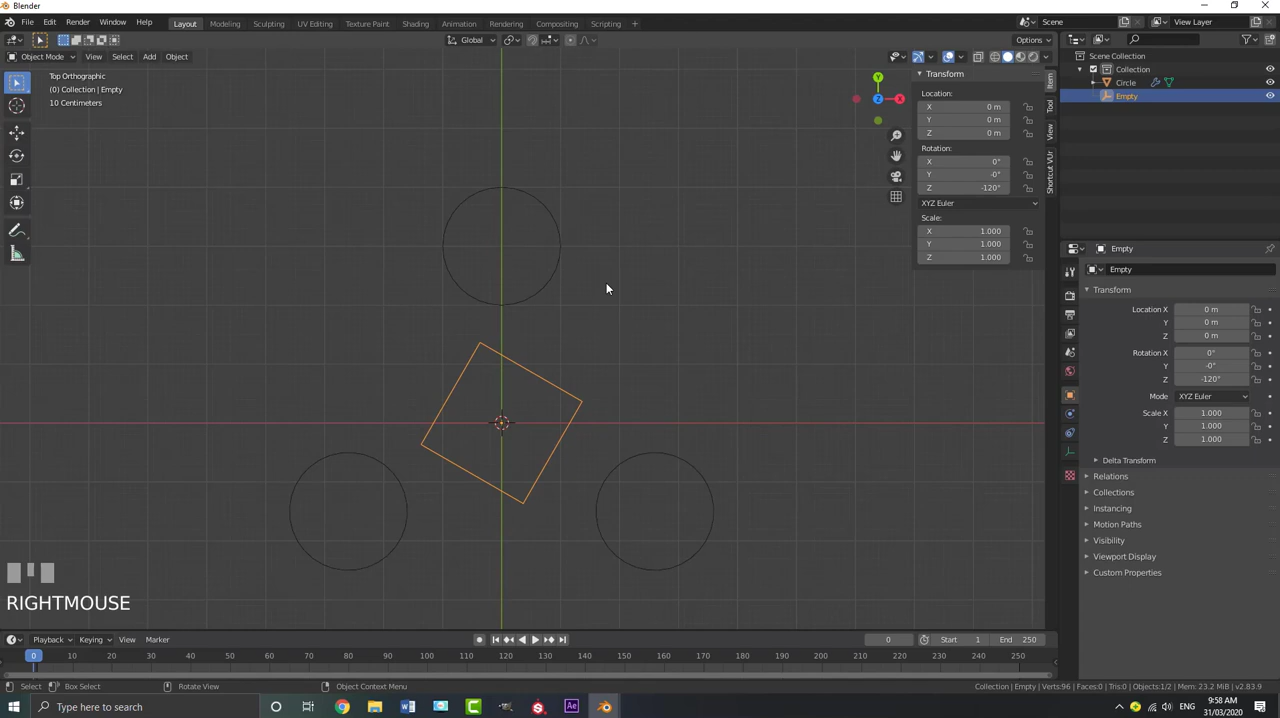 Blender
File Edit Render Window Help Layout Modeling Sculpting UV Editing Texture Paint Shading Animation Rendering Compositing Scripting + Scene View Layer
Global Options
Object Mode View Select Add Object
Top Orthographic
(0) Collection | Empty
10 Centimeters
Y
X
Z
Transform
Location:
X 0 m
Y 0 m
Z 0 m
Rotation:
X 0°
Y -0°
Z -120°
XYZ Euler
Scale:
X 1.000
Y 1.000
Z 1.000
Item
Tool
View
Shortcut VUr
Scene Collection
Collection
Circle
Empty
Empty
Empty
Transform
Location X 0 m
Y 0 m
Z 0 m
Rotation X 0°
Y -0°
Z -120°
Mode XYZ Euler
Scale X 1.000
Y 1.000
Z 1.000
Delta Transform
Relations
Collections
Instancing
Motion Paths
Visibility
Viewport Display
Custom Properties
RIGHTMOUSE
Playback Keying View Marker 0 Start 1 End 250
0 10 20 30 40 50 60 70 80 90 100 110 120 130 140 150 160 170 180 190 200 210 220 230 240 250
Select Box Select Rotate View Object Context Menu Collection | Empty | Verts:96 | Faces:0 | Tris:0 | Objects:1/2 | Mem: 23.2 MiB | v2.83.9
Type here to search
9:58 AM
31/03/2020